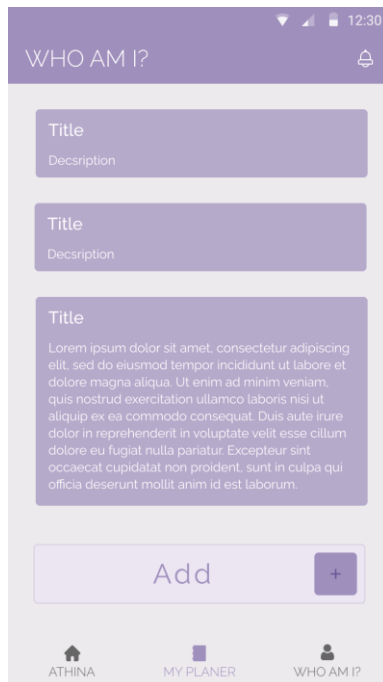 12:30
WHO AM I?
Title
Decsription
Title
Decsription
Title
Lorem ipsum dolor sit amet, consectetur adipiscing
elit, sed do eiusmod tempor incididunt ut labore et
dolore magna aliqua. Ut enim ad minim veniam,
quis nostrud exercitation ullamco laboris nisi ut
aliquip ex ea commodo consequat. Duis aute irure
dolor in reprehenderit in voluptate velit esse cillum
dolore eu fugiat nulla pariatur. Excepteur sint
occaecat cupidatat non proident, sunt in culpa qui
officia deserunt mollit anim id est laborum.
Add +
ATHINA MY PLANER WHO AM I?